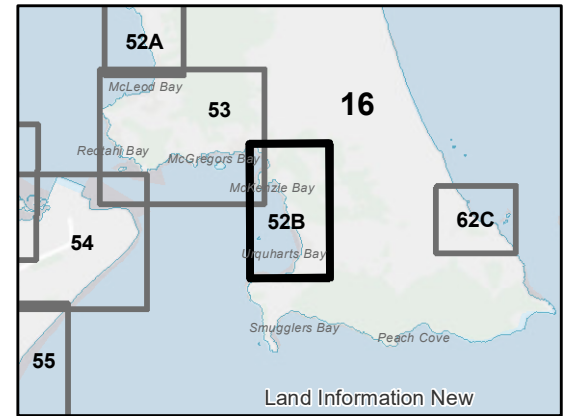 52A
McLeod Bay
53
16
Reotahi Bay
McGregors Bay
McKenzie Bay
52B
62C
54
Urquharts Bay
Smugglers Bay
Peach Cove
55
Land Information New